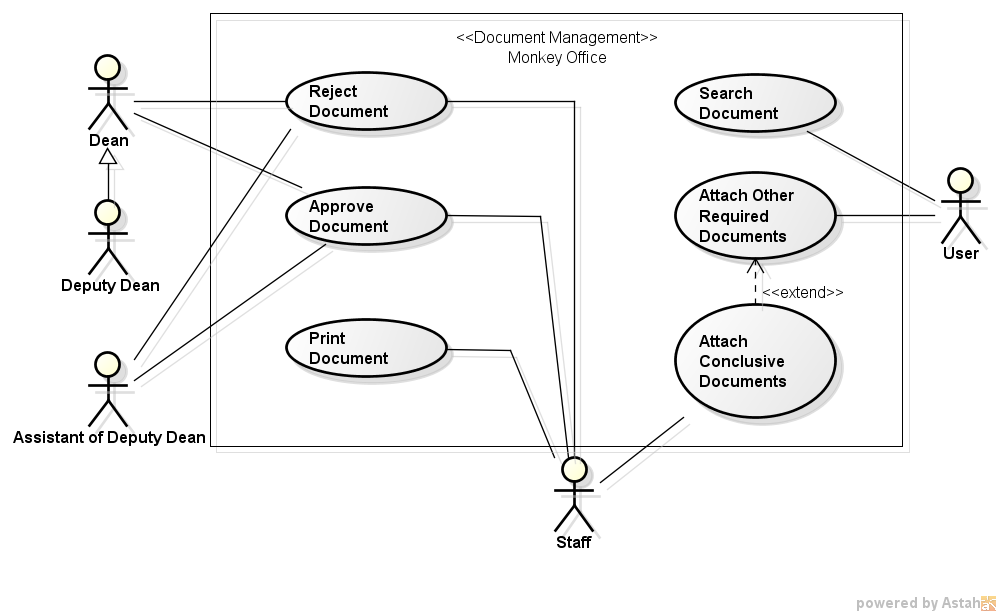 <<Document Management>>
Monkey Office
Reject
Document
Search
Document
Dean
Approve
Document
Attach Other
Required
Documents
User
Deputy Dean
<<extend>>
Print
Document
Attach
Conclusive
Documents
Assistant of Deputy Dean
Staff
powered by Astah